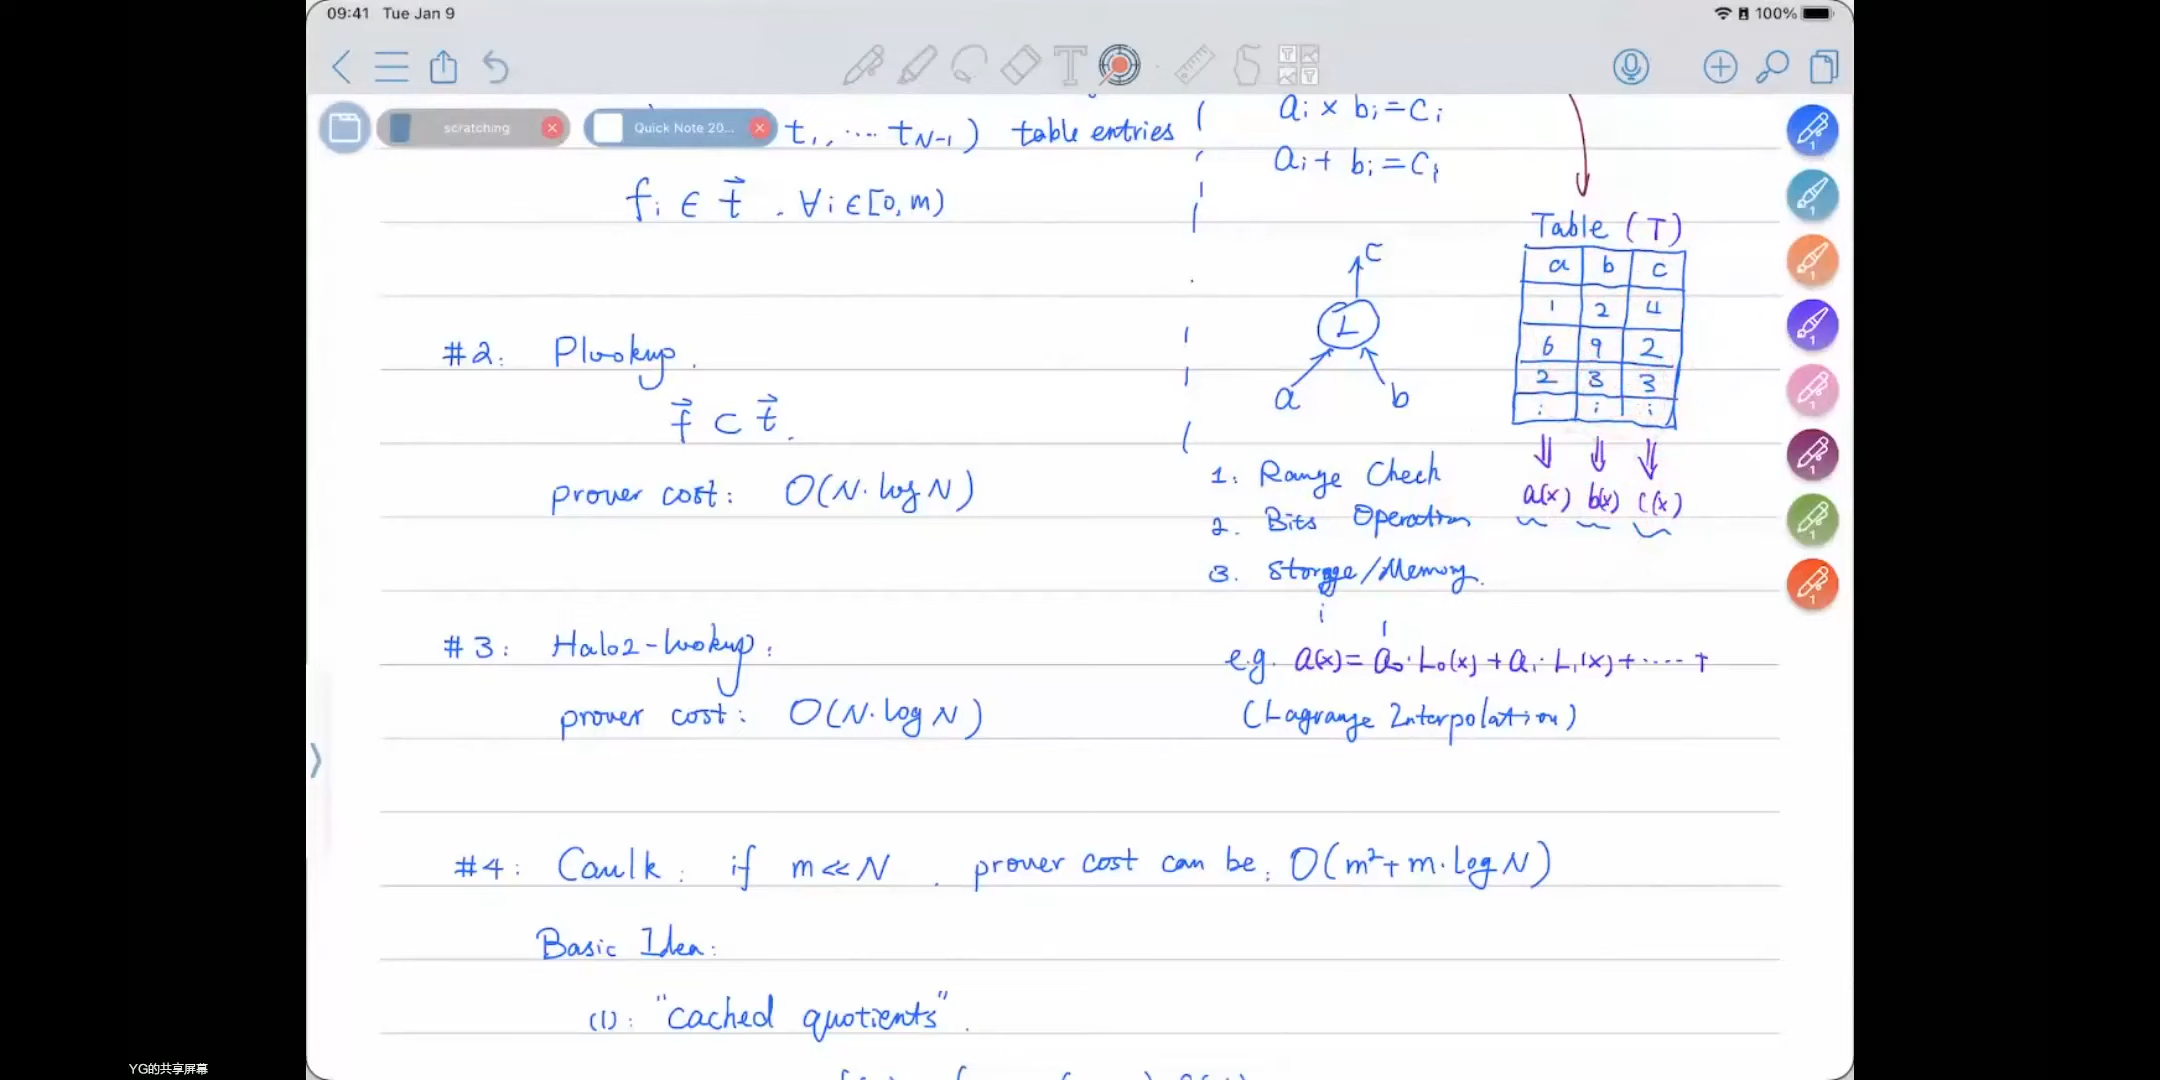 09:41 Tue Jan 9
100%
scratching
Quick Note 20...
t₁, ... t_{N-1}) table entries
fᵢ ∈ t⃗ . ∀i ∈ [0, m)
#2: Plookup.
f⃗ ⊂ t⃗.
prover cost: O(N·log N)
#3: Halo2-lookup:
prover cost: O(N·log N)
aᵢ × bᵢ = cᵢ
aᵢ + bᵢ = cᵢ
c
L
a b
Table (T)
a b c
1 2 4
6 9 2
2 3 3
⋮ ⋮ ⋮
a(x) b(x) c(x)
1. Range Check
2. Bits Operation
3. Storage/Memory.
e.g. a(x) = a₀·L₀(x) + a₁·L₁(x) + ···· +
(Lagrange Interpolation)
#4: Caulk: if m << N . prover cost can be: O(m² + m·log N)
Basic Idea:
(1): "cached quotients".
YG的共享屏幕